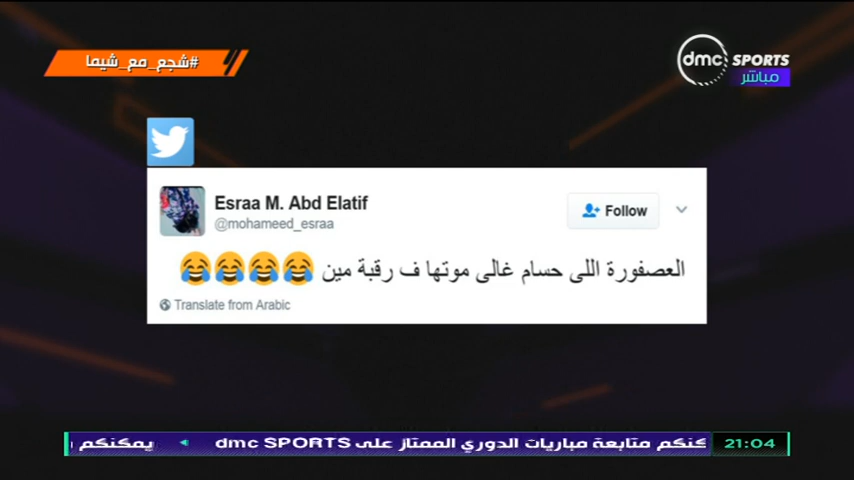 #شجع_مع_شيما
dmc SPORTS
مباشر
Esraa M. Abd Elatif
@mohameed_esraa
Follow
العصفورة اللى حسام غالى موتها ف رقبة مين 😂😂😂😂
Translate from Arabic
كنكم متابعة مباريات الدوري الممتاز على dmc SPORTS ◄ يمكنكم
21:04